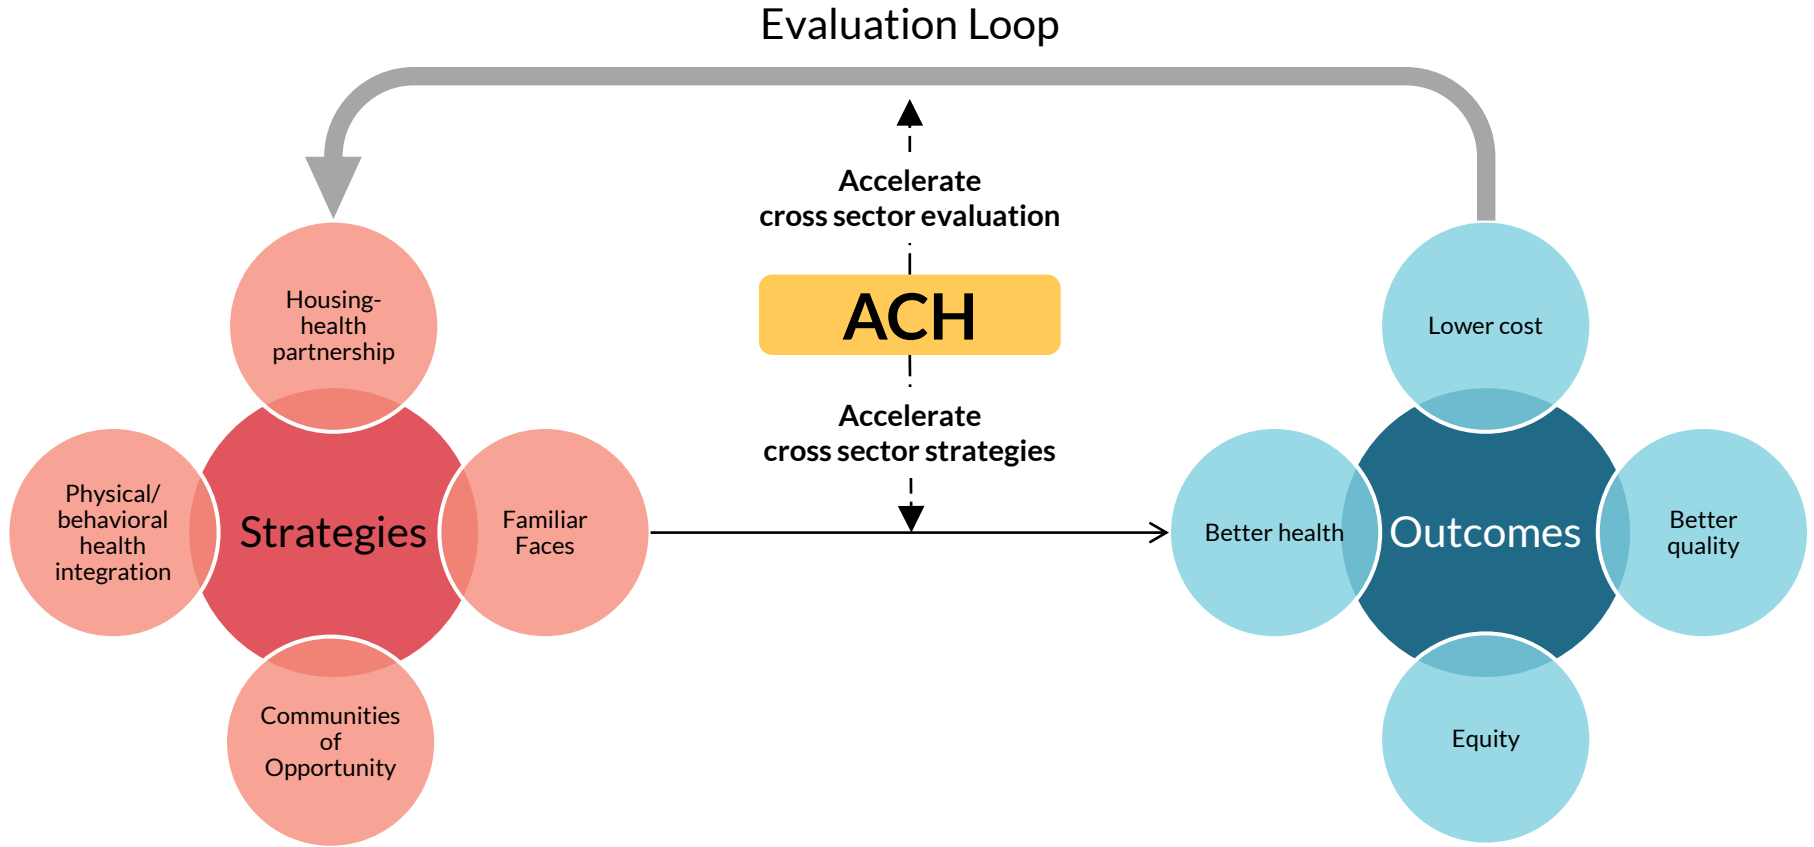 Evaluation Loop
Accelerate
cross sector evaluation
ACH
Accelerate
cross sector strategies
Housing-
health
partnership
Physical/
behavioral
health
integration
Strategies
Familiar
Faces
Communities
of
Opportunity
Lower cost
Better health
Outcomes
Better
quality
Equity